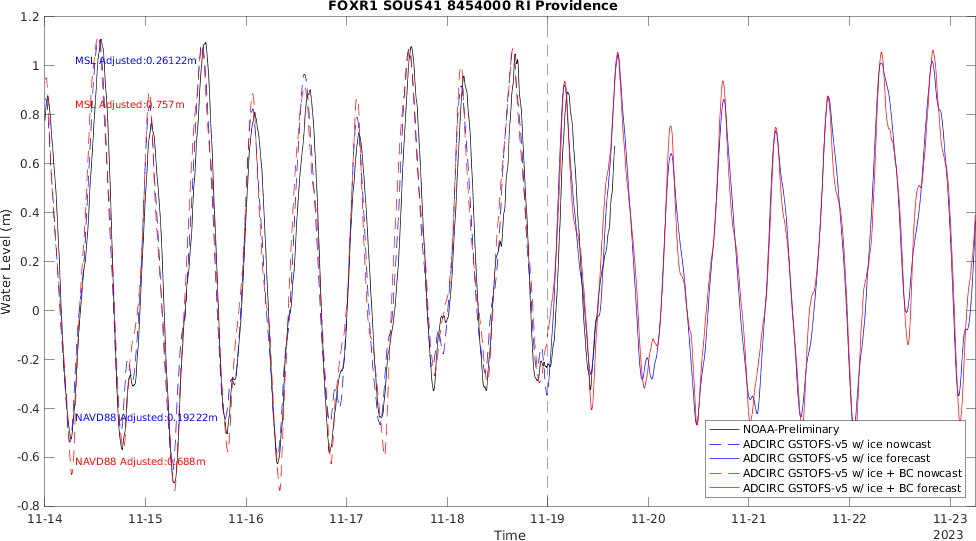 FOXR1 SOUS41 8454000 RI Providence
1.2
1
0.8
0.6
0.4
0.2
0
-0.2
-0.4
-0.6
-0.8
Water Level (m)
MSL Adjusted:0.26122m
MSL Adjusted:0.757m
NAVD88 Adjusted:0.19222m
NAVD88 Adjusted:0.688m
NOAA-Preliminary
ADCIRC GSTOFS-v5 w/ ice nowcast
ADCIRC GSTOFS-v5 w/ ice forecast
ADCIRC GSTOFS-v5 w/ ice + BC nowcast
ADCIRC GSTOFS-v5 w/ ice + BC forecast
11-14 11-15 11-16 11-17 11-18 11-19 11-20 11-21 11-22 11-23
Time
2023